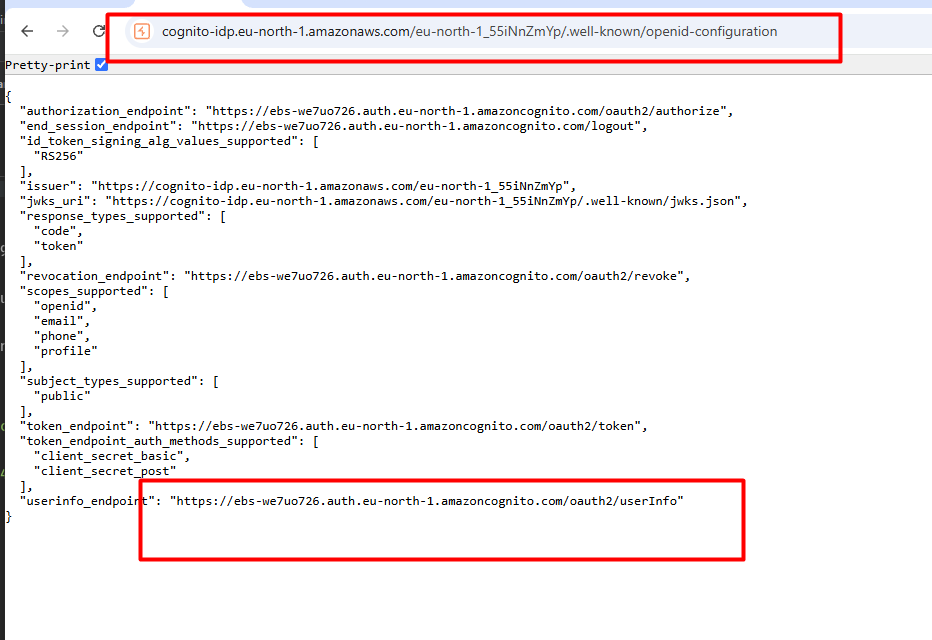 cognito-idp.eu-north-1.amazonaws.com/eu-north-1_55iNnZmYp/.well-known/openid-configuration
Pretty-print
{
"authorization_endpoint": "https://ebs-we7uo726.auth.eu-north-1.amazoncognito.com/oauth2/authorize",
"end_session_endpoint": "https://ebs-we7uo726.auth.eu-north-1.amazoncognito.com/logout",
"id_token_signing_alg_values_supported": [
"RS256"
],
"issuer": "https://cognito-idp.eu-north-1.amazonaws.com/eu-north-1_55iNnZmYp",
"jwks_uri": "https://cognito-idp.eu-north-1.amazonaws.com/eu-north-1_55iNnZmYp/.well-known/jwks.json",
"response_types_supported": [
"code",
"token"
],
"revocation_endpoint": "https://ebs-we7uo726.auth.eu-north-1.amazoncognito.com/oauth2/revoke",
"scopes_supported": [
"openid",
"email",
"phone",
"profile"
],
"subject_types_supported": [
"public"
],
"token_endpoint": "https://ebs-we7uo726.auth.eu-north-1.amazoncognito.com/oauth2/token",
"token_endpoint_auth_methods_supported": [
"client_secret_basic",
"client_secret_post"
],
"userinfo_endpoint": "https://ebs-we7uo726.auth.eu-north-1.amazoncognito.com/oauth2/userInfo"
}